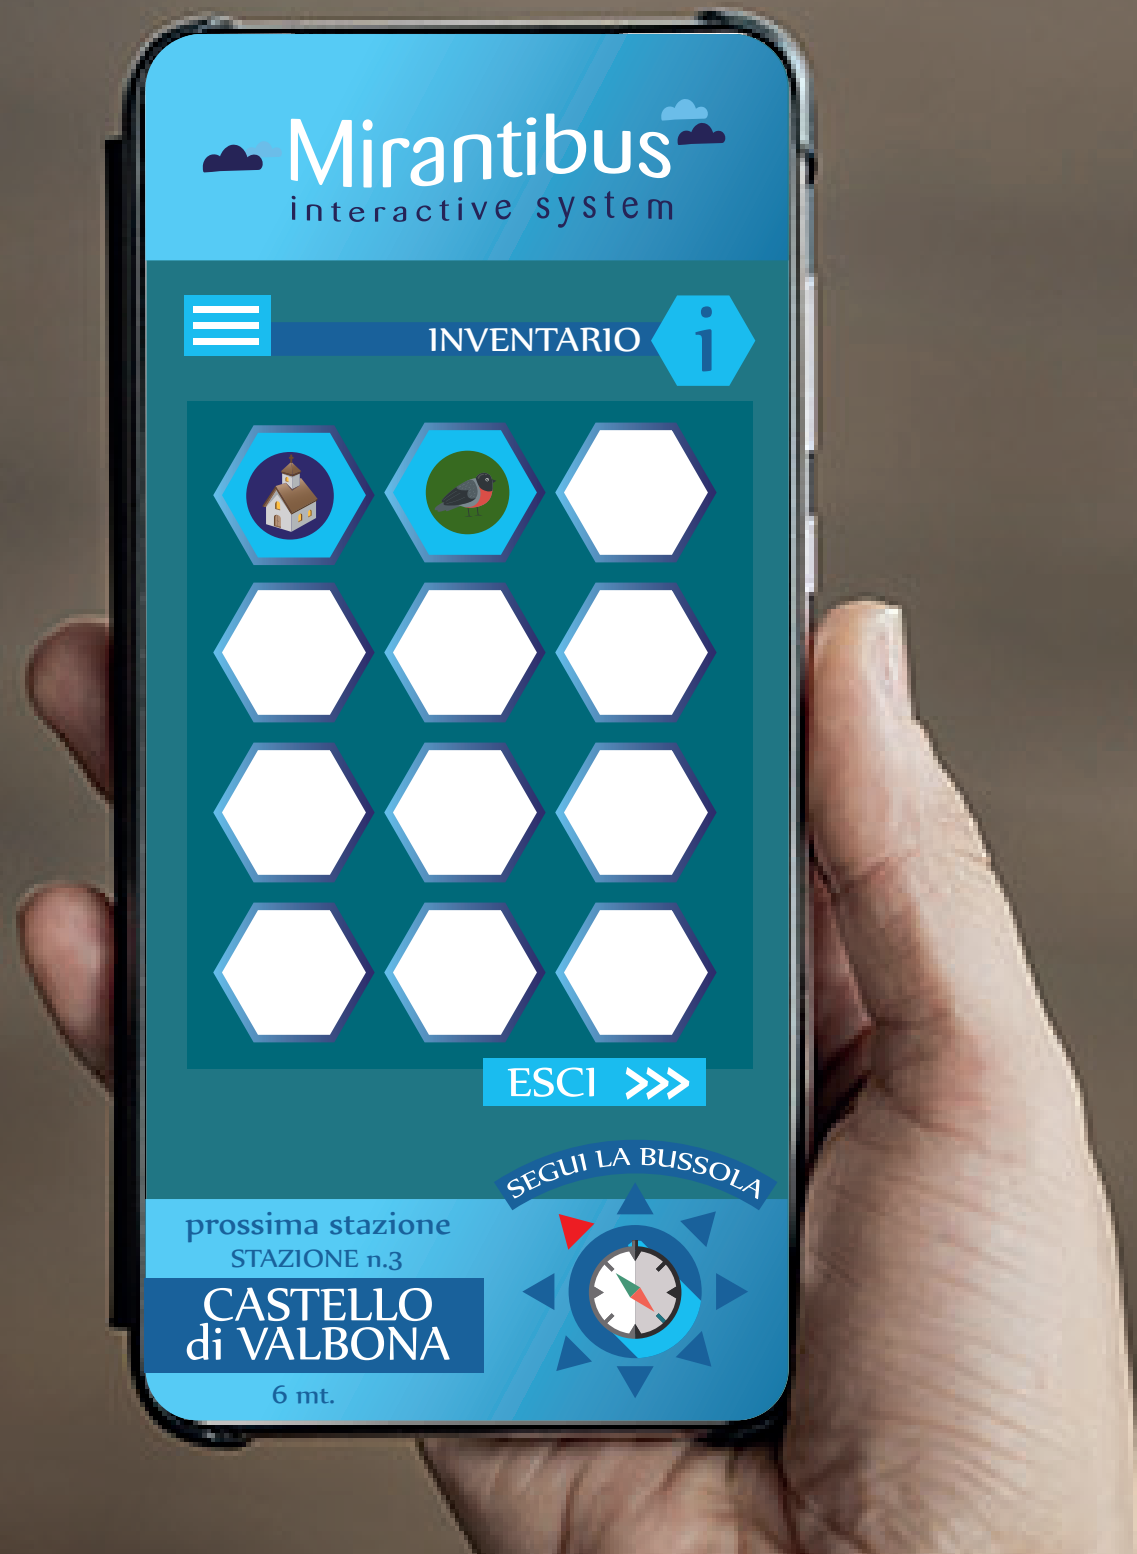 Mirantibus
interactive system
INVENTARIO
i
ESCI >>>
SEGUI LA BUSSOLA
prossima stazione
STAZIONE n.3
CASTELLO
di VALBONA
6 mt.